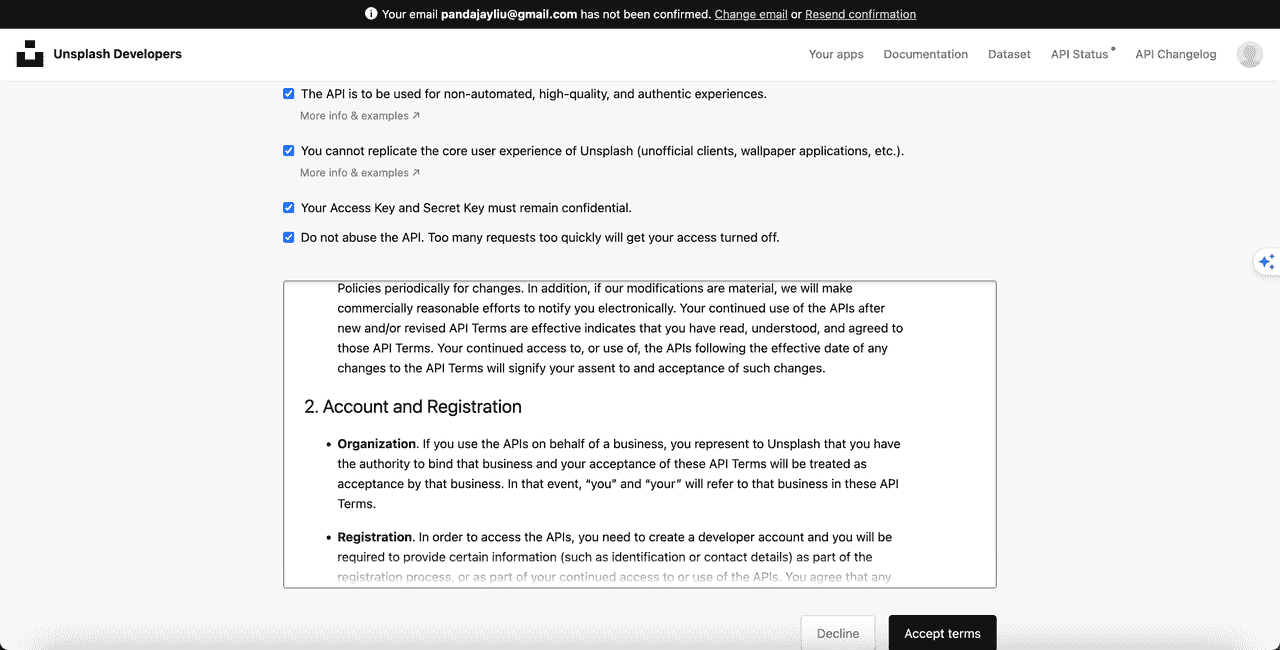 Your email pandajayliu@gmail.com has not been confirmed. Change email or Resend confirmation
Unsplash Developers
Your apps
Documentation
Dataset
API Status
API Changelog
The API is to be used for non-automated, high-quality, and authentic experiences.
More info & examples ↗
You cannot replicate the core user experience of Unsplash (unofficial clients, wallpaper applications, etc.).
More info & examples ↗
Your Access Key and Secret Key must remain confidential.
Do not abuse the API. Too many requests too quickly will get your access turned off.
Policies periodically for changes. In addition, if our modifications are material, we will make
commercially reasonable efforts to notify you electronically. Your continued use of the APIs after
new and/or revised API Terms are effective indicates that you have read, understood, and agreed to
those API Terms. Your continued access to, or use of, the APIs following the effective date of any
changes to the API Terms will signify your assent to and acceptance of such changes.
2. Account and Registration
• Organization. If you use the APIs on behalf of a business, you represent to Unsplash that you have
the authority to bind that business and your acceptance of these API Terms will be treated as
acceptance by that business. In that event, “you” and “your” will refer to that business in these API
Terms.
• Registration. In order to access the APIs, you need to create a developer account and you will be
required to provide certain information (such as identification or contact details) as part of the
registration process, or as part of your continued access to or use of the APIs. You agree that any
Decline
Accept terms